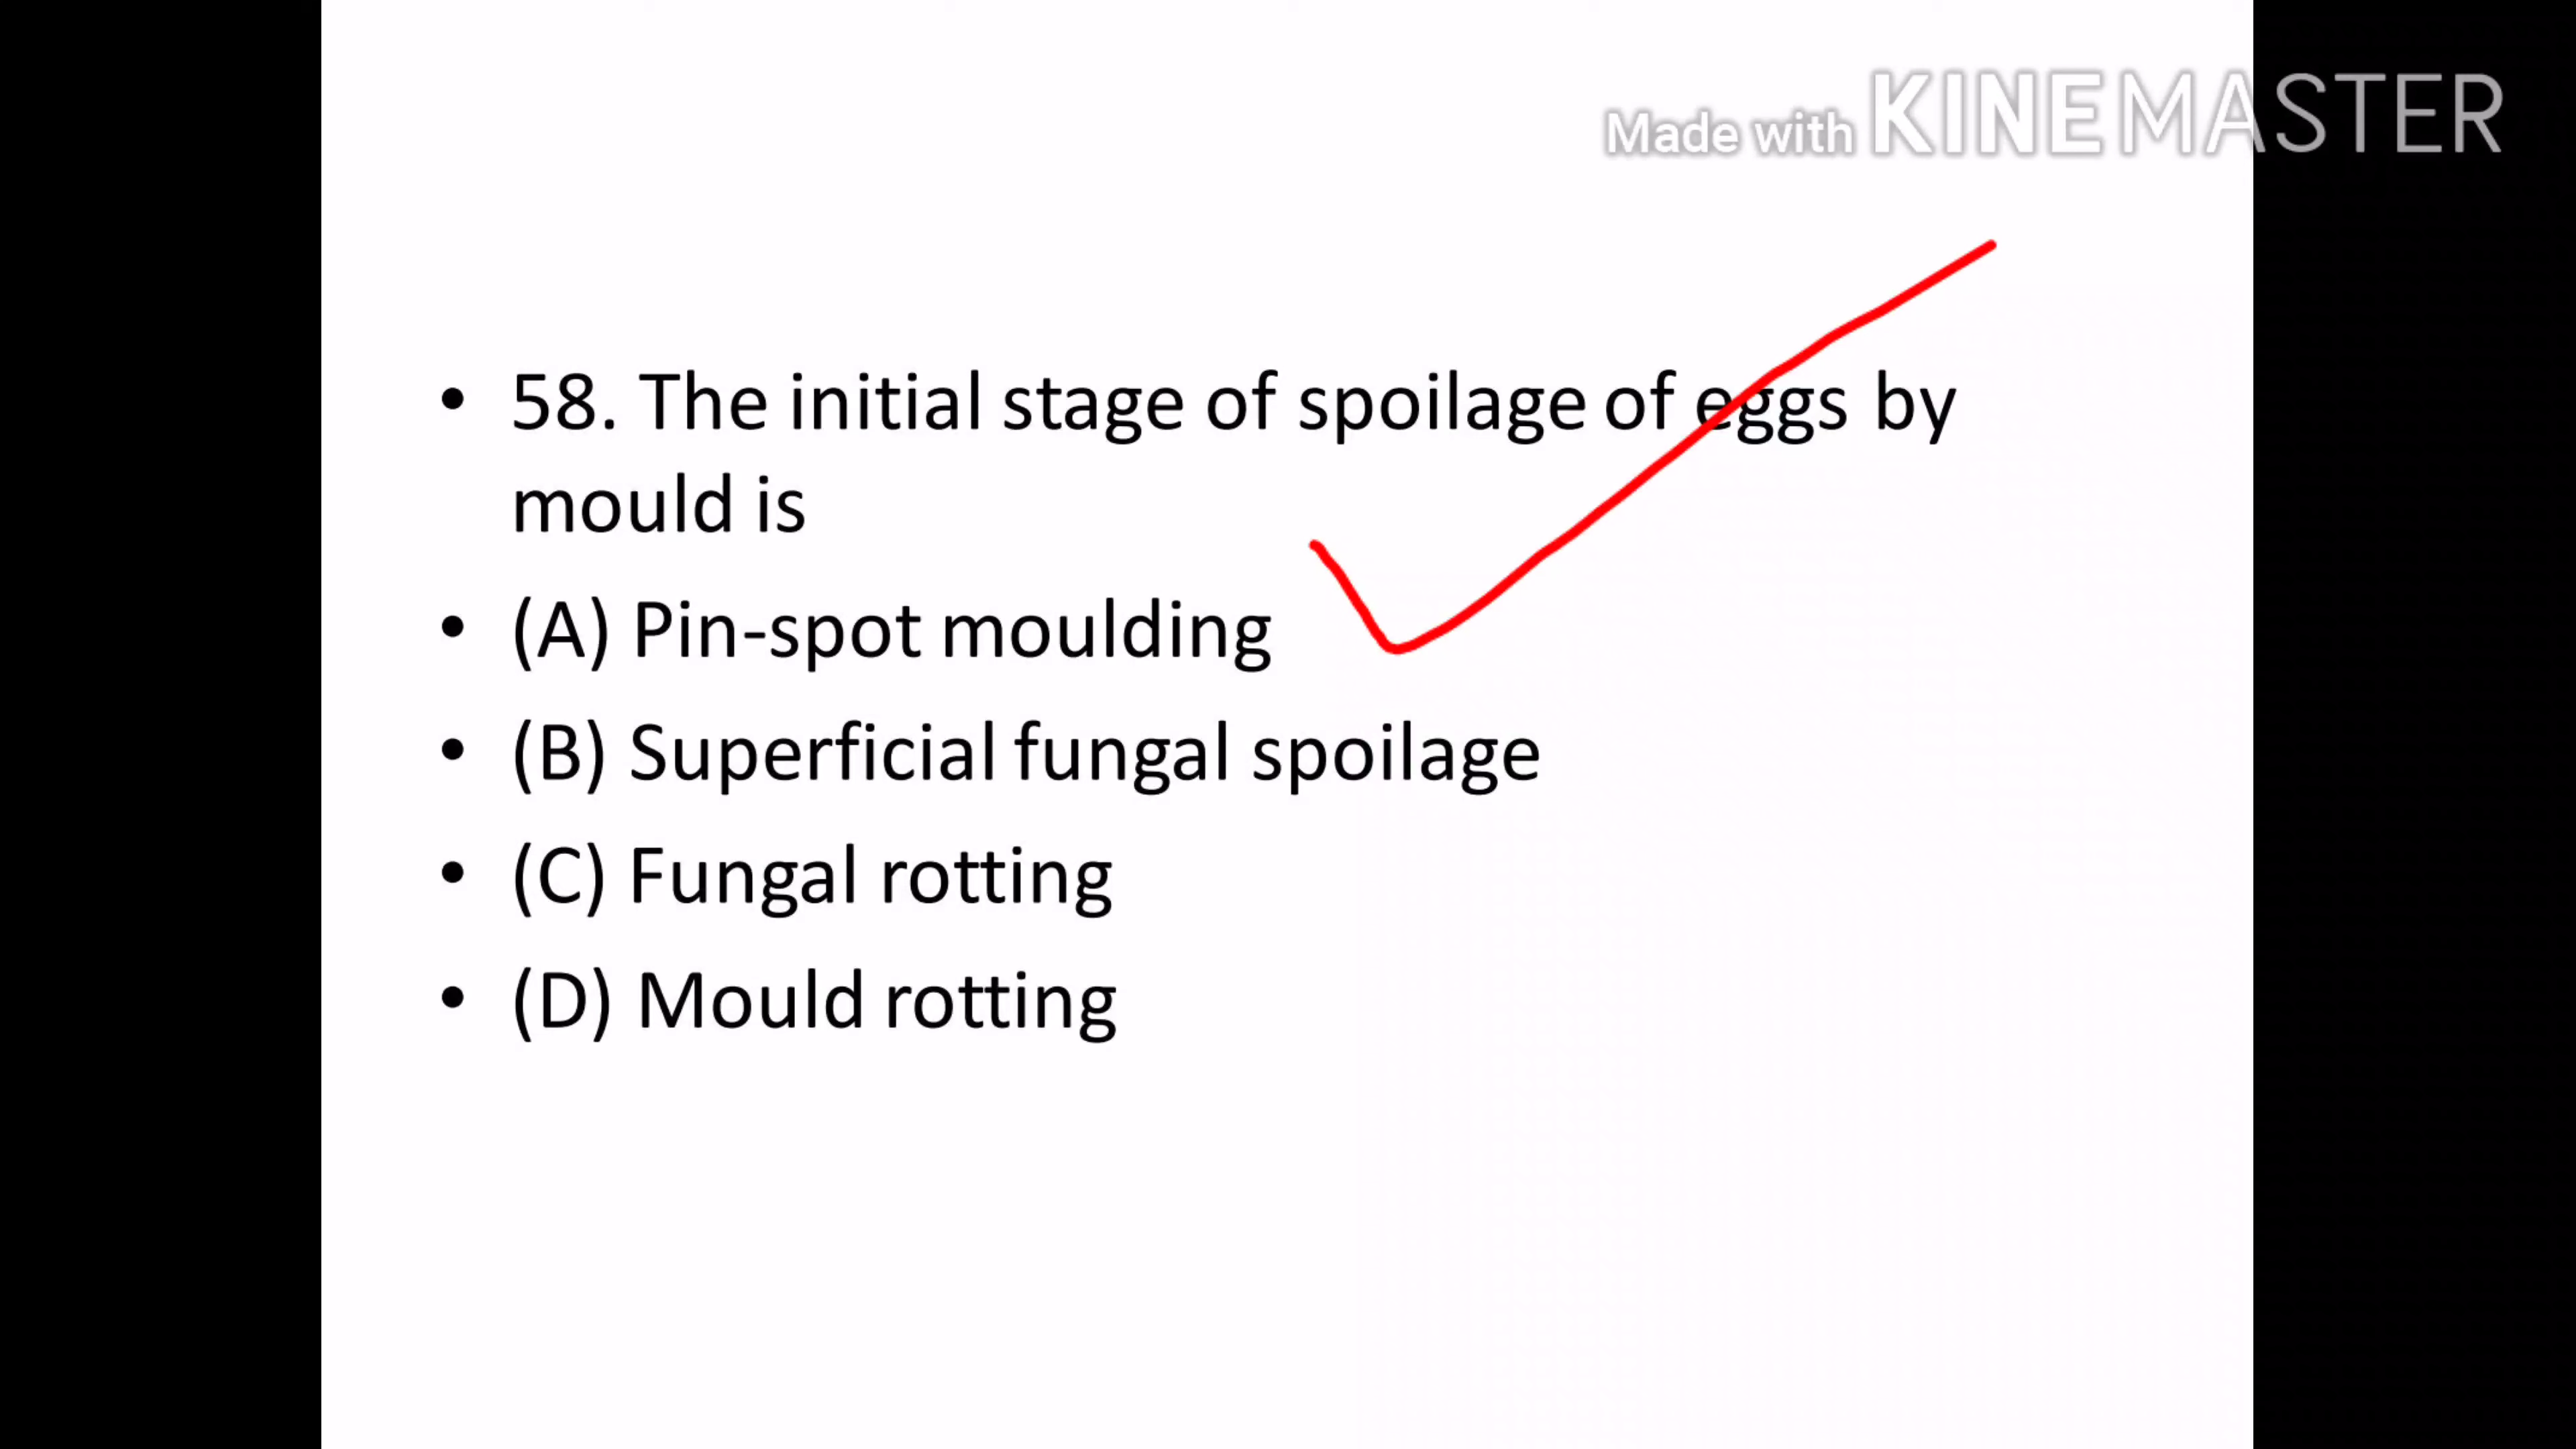 Made with KINEMASTER
• 58. The initial stage of spoilage of eggs by
mould is
• (A) Pin-spot moulding
• (B) Superficial fungal spoilage
• (C) Fungal rotting
• (D) Mould rotting